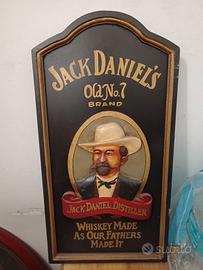 JACK DANIEL'S
Old No. 7
BRAND
JACK DANIEL DISTILLER
WHISKEY MADE
AS OUR FATHERS
MADE IT
subito